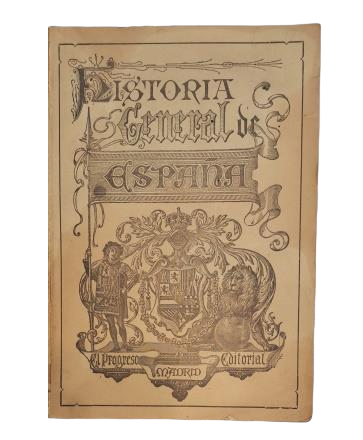 HISTORIA
General de
ESPAÑA
El Progreso Editorial
MADRID